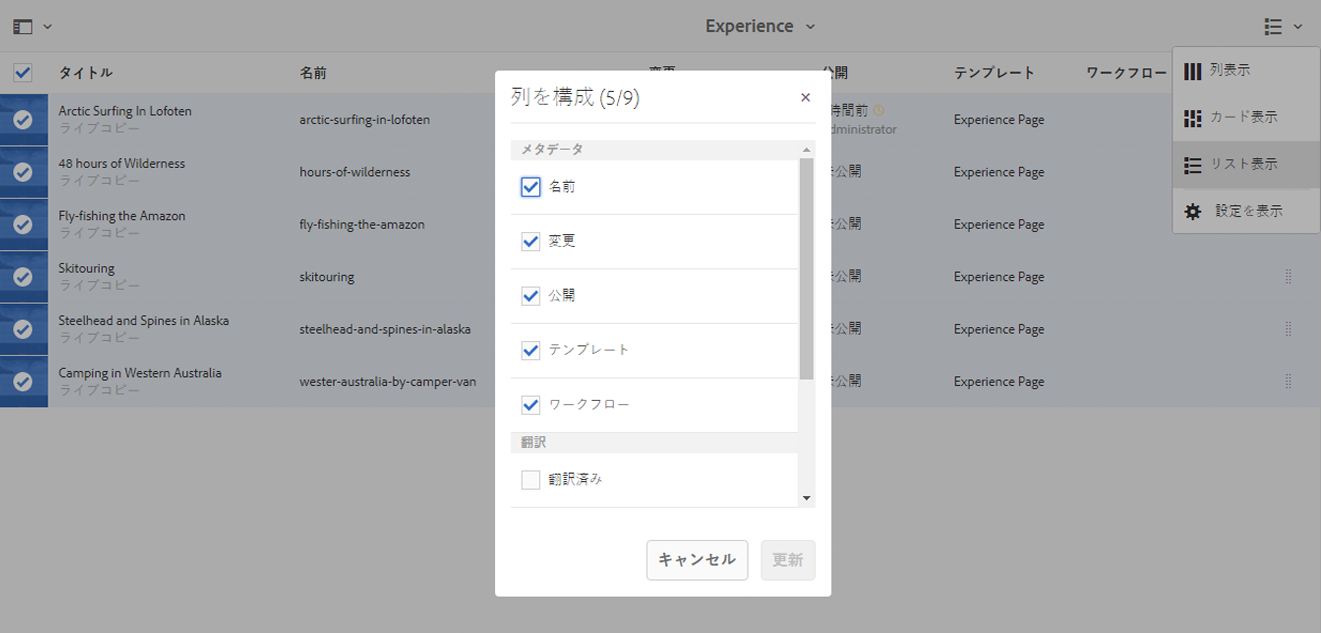 Experience
タイトル 名前 変更 公開 テンプレート ワークフロー
Arctic Surfing In Lofoten
ライブコピー
arctic-surfing-in-lofoten
時間前
dministrator
Experience Page
48 hours of Wilderness
ライブコピー
hours-of-wilderness
未公開
Experience Page
Fly-fishing the Amazon
ライブコピー
fly-fishing-the-amazon
未公開
Experience Page
Skitouring
ライブコピー
skitouring
未公開
Experience Page
Steelhead and Spines in Alaska
ライブコピー
steelhead-and-spines-in-alaska
未公開
Experience Page
Camping in Western Australia
ライブコピー
wester-australia-by-camper-van
未公開
Experience Page
列を構成 (5/9)
メタデータ
名前
変更
公開
テンプレート
ワークフロー
翻訳
翻訳済み
キャンセル 更新
列表示
カード表示
リスト表示
設定を表示